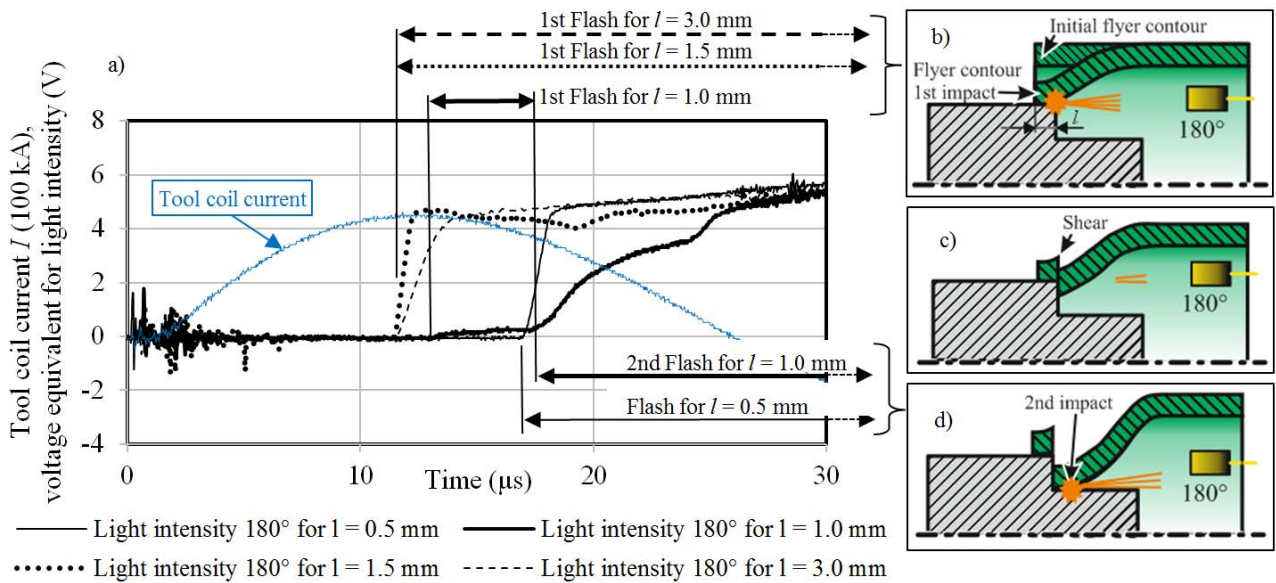 1st Flash for l = 3.0 mm
a)
1st Flash for l = 1.5 mm
1st Flash for l = 1.0 mm
Tool coil current I (100 kA),
voltage equivalent for light intensity (V)
8
6
4
2
0
-2
-4
Tool coil current
2nd Flash for l = 1.0 mm
Flash for l = 0.5 mm
0
10
20
30
Time (μs)
Light intensity 180° for l = 0.5 mm
Light intensity 180° for l = 1.0 mm
Light intensity 180° for l = 1.5 mm
Light intensity 180° for l = 3.0 mm
b)
Initial flyer contour
Flyer contour
1st impact
l
180°
c)
Shear
180°
d)
2nd impact
180°